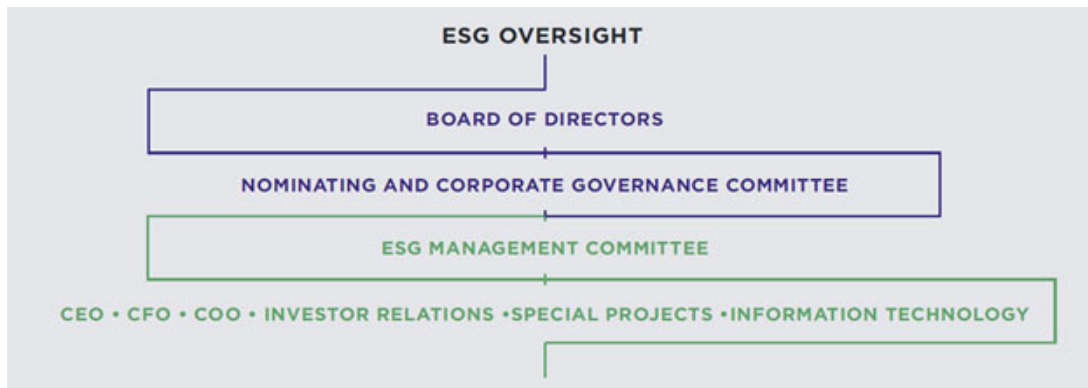 ESG OVERSIGHT
BOARD OF DIRECTORS
NOMINATING AND CORPORATE GOVERNANCE COMMITTEE
ESG MANAGEMENT COMMITTEE
CEO • CFO • COO • INVESTOR RELATIONS •SPECIAL PROJECTS •INFORMATION TECHNOLOGY